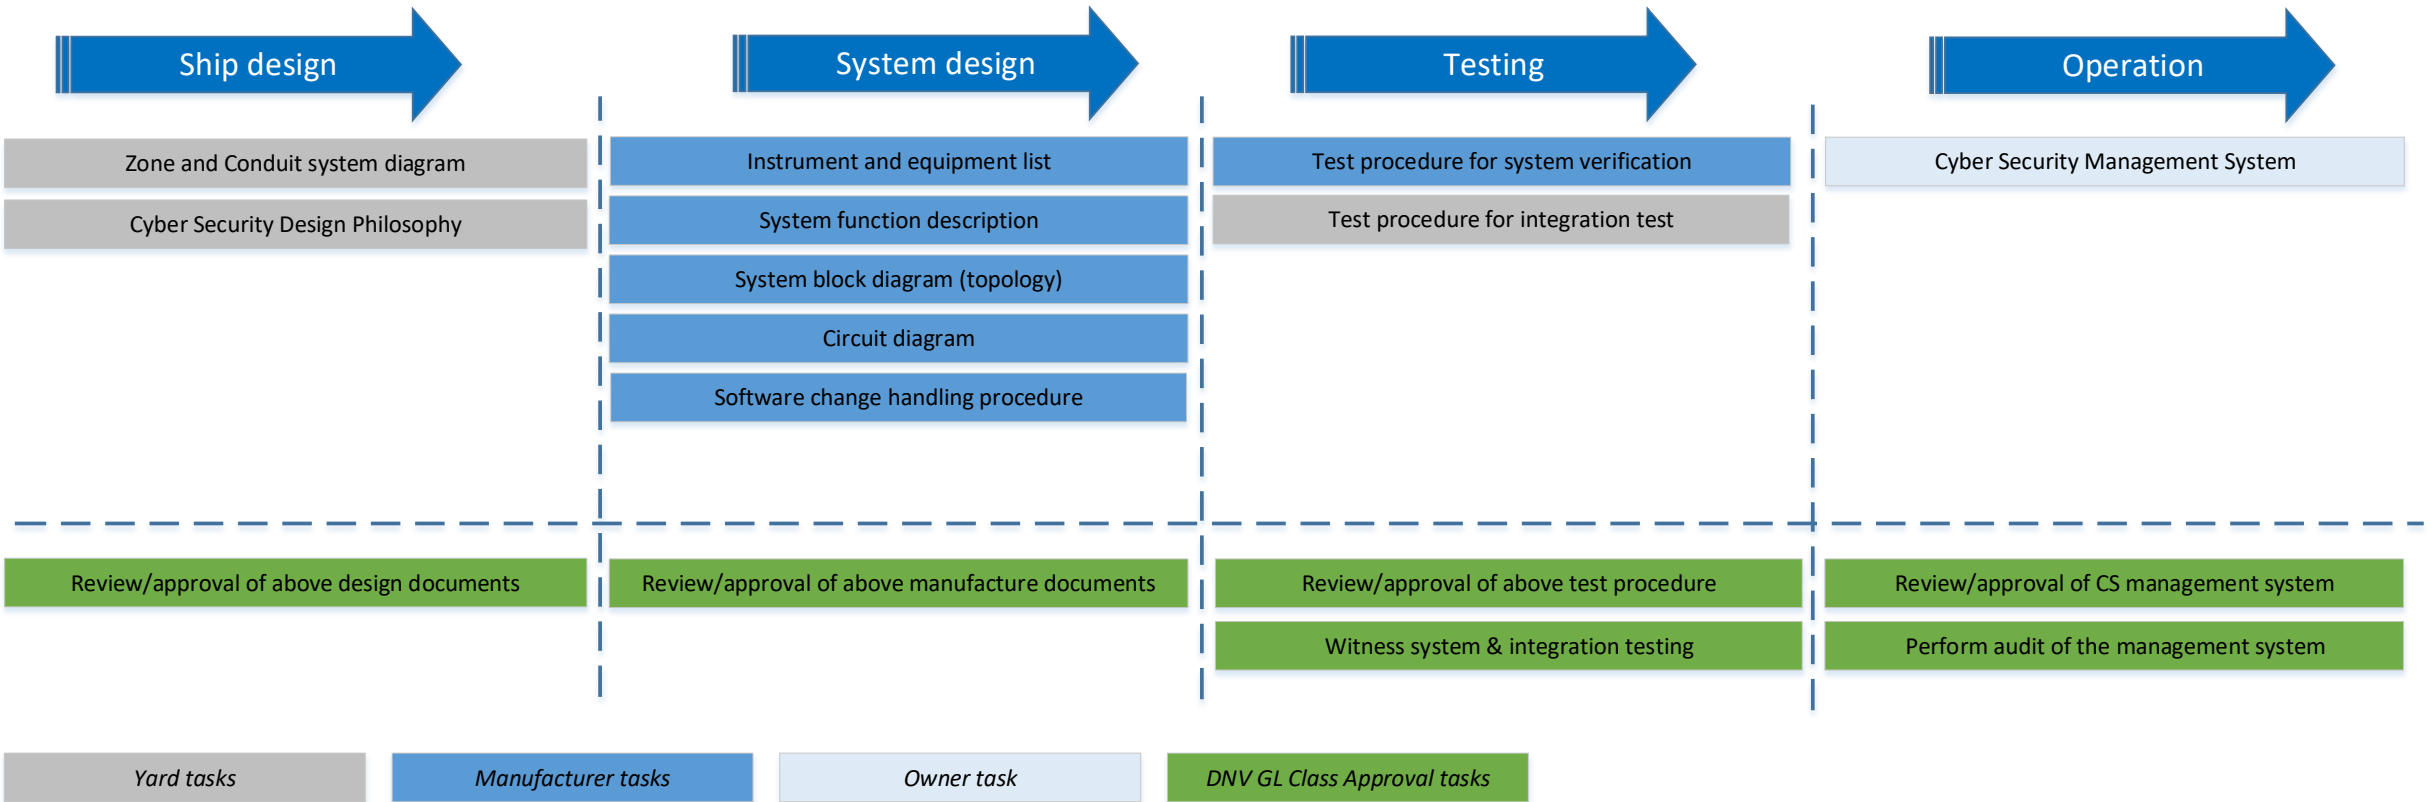 Ship design
System design
Testing
Operation
Zone and Conduit system diagram
Cyber Security Design Philosophy
Instrument and equipment list
System function description
System block diagram (topology)
Circuit diagram
Software change handling procedure
Test procedure for system verification
Test procedure for integration test
Cyber Security Management System
Review/approval of above design documents
Review/approval of above manufacture documents
Review/approval of above test procedure
Witness system & integration testing
Review/approval of CS management system
Perform audit of the management system
Yard tasks
Manufacturer tasks
Owner task
DNV GL Class Approval tasks